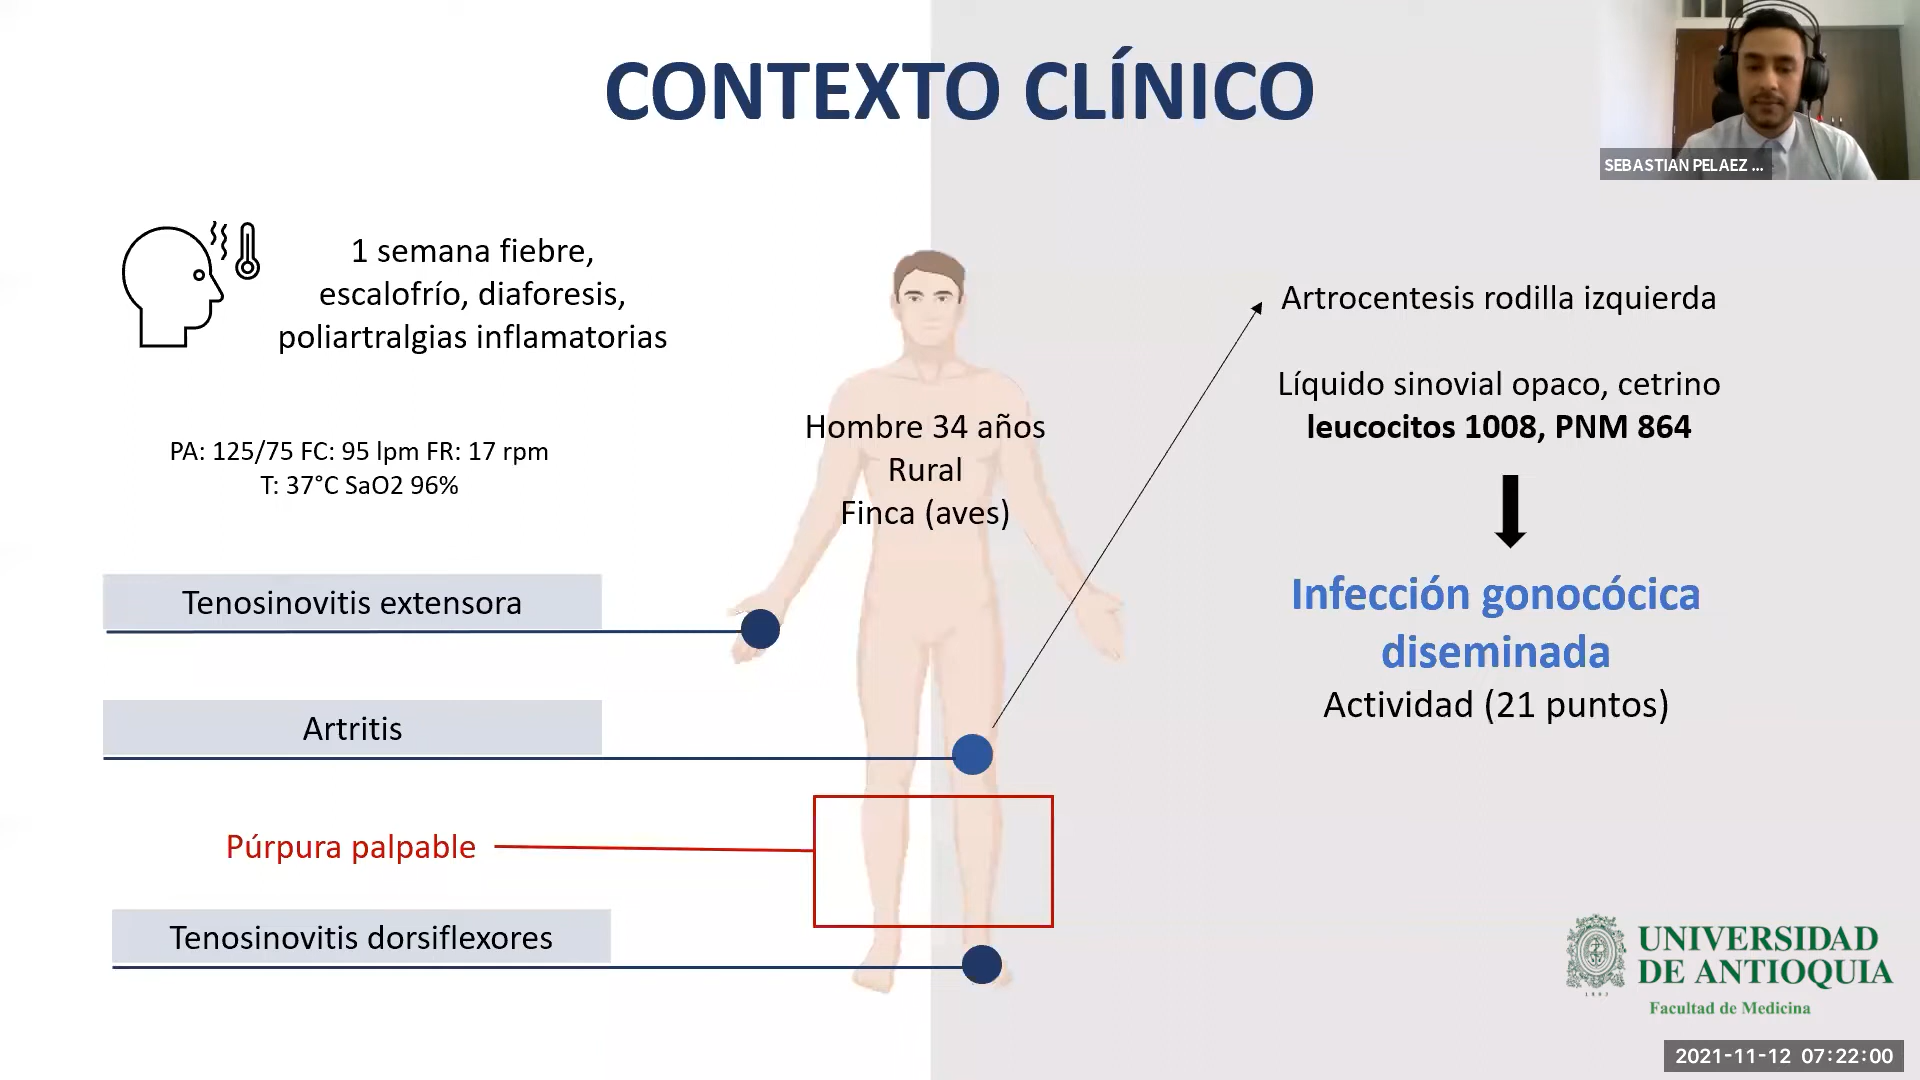 CONTEXTO CLÍNICO
SEBASTIAN PELAEZ ...
1 semana fiebre,
escalofrío, diaforesis,
poliartralgias inflamatorias
PA: 125/75 FC: 95 lpm FR: 17 rpm
T: 37°C SaO2 96%
Hombre 34 años
Rural
Finca (aves)
Tenosinovitis extensora
Artritis
Púrpura palpable
Tenosinovitis dorsiflexores
Artrocentesis rodilla izquierda
Líquido sinovial opaco, cetrino
leucocitos 1008, PNM 864
Infección gonocócica
diseminada
Actividad (21 puntos)
UNIVERSIDAD
DE ANTIOQUIA
1803
Facultad de Medicina
2021-11-12 07:22:00